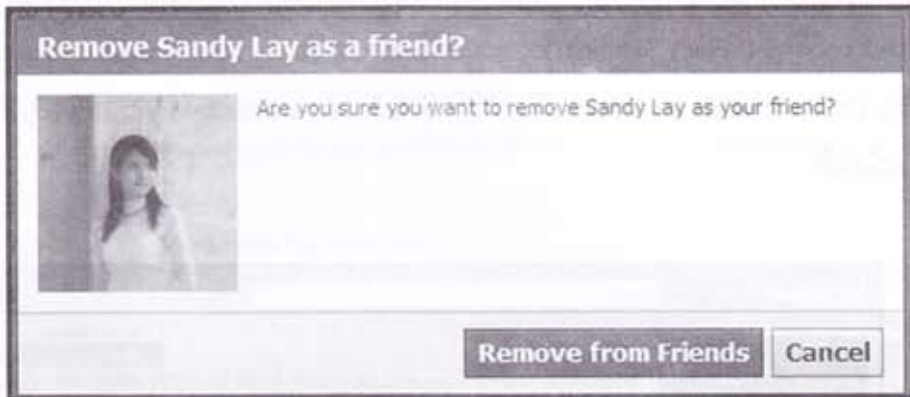 Remove Sandy Lay as a friend?
Are you sure you want to remove Sandy Lay as your friend?
Remove from Friends
Cancel